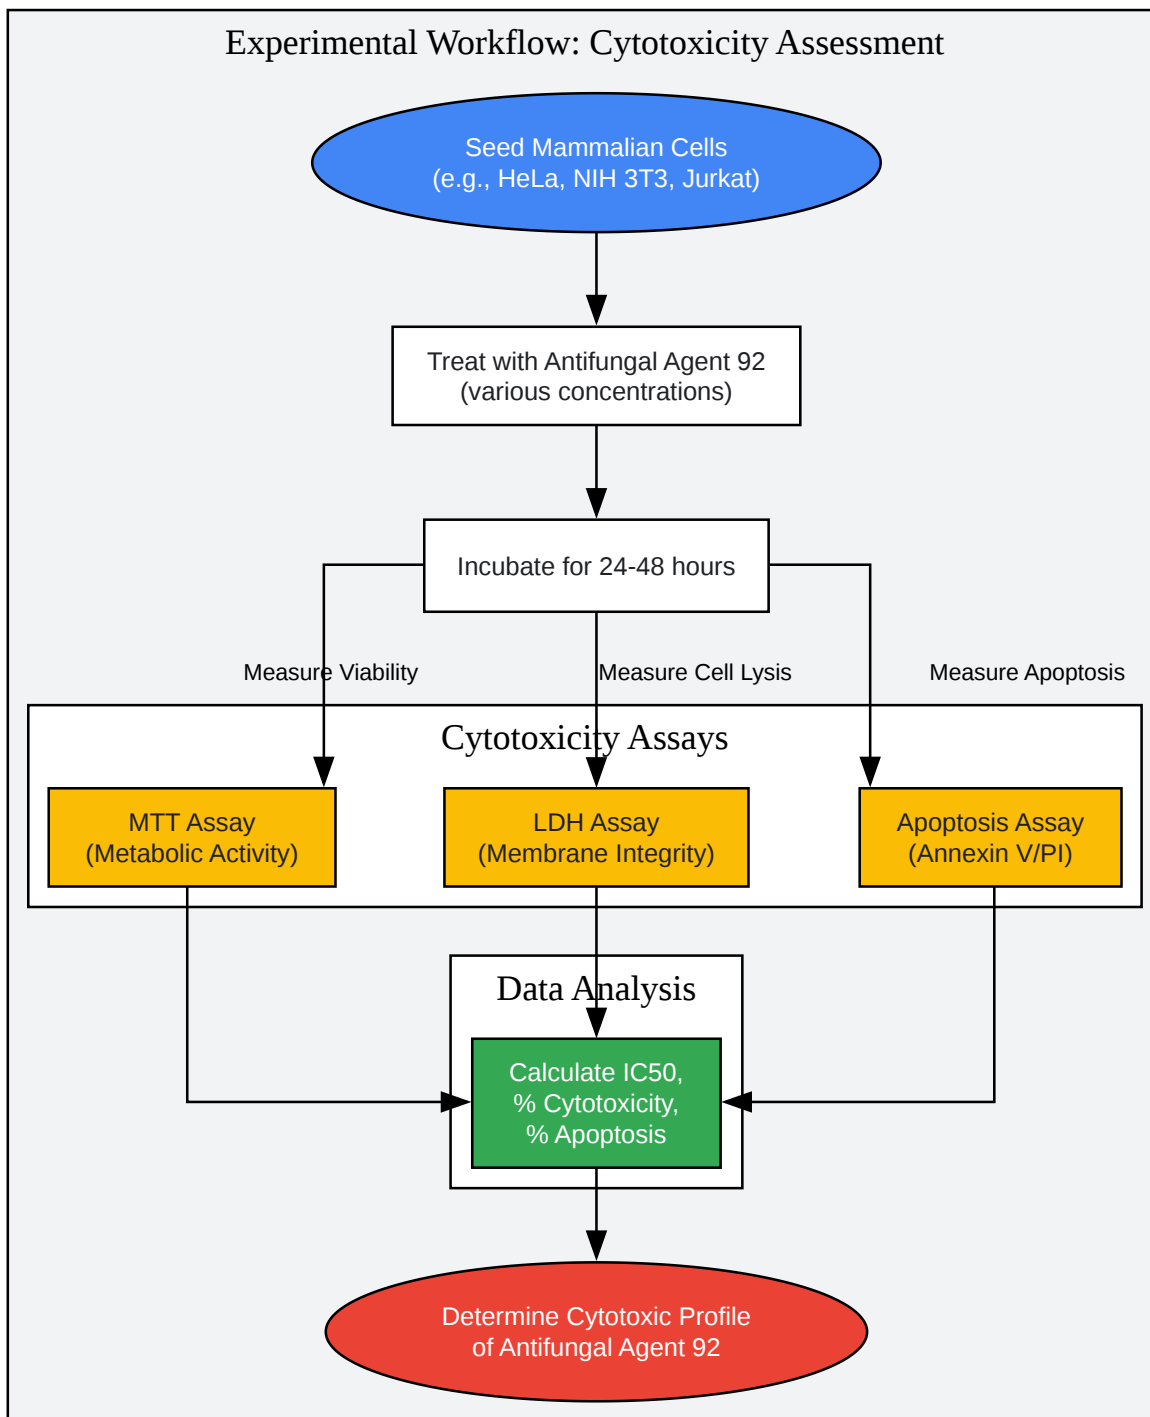 Experimental Workflow: Cytotoxicity Assessment
Seed Mammalian Cells
(e.g., HeLa, NIH 3T3, Jurkat)
Treat with Antifungal Agent 92
(various concentrations)
Incubate for 24-48 hours
Measure Viability
Measure Cell Lysis
Measure Apoptosis
Cytotoxicity Assays
MTT Assay
(Metabolic Activity)
LDH Assay
(Membrane Integrity)
Apoptosis Assay
(Annexin V/PI)
Data Analysis
Calculate IC50,
% Cytotoxicity,
% Apoptosis
Determine Cytotoxic Profile
of Antifungal Agent 92